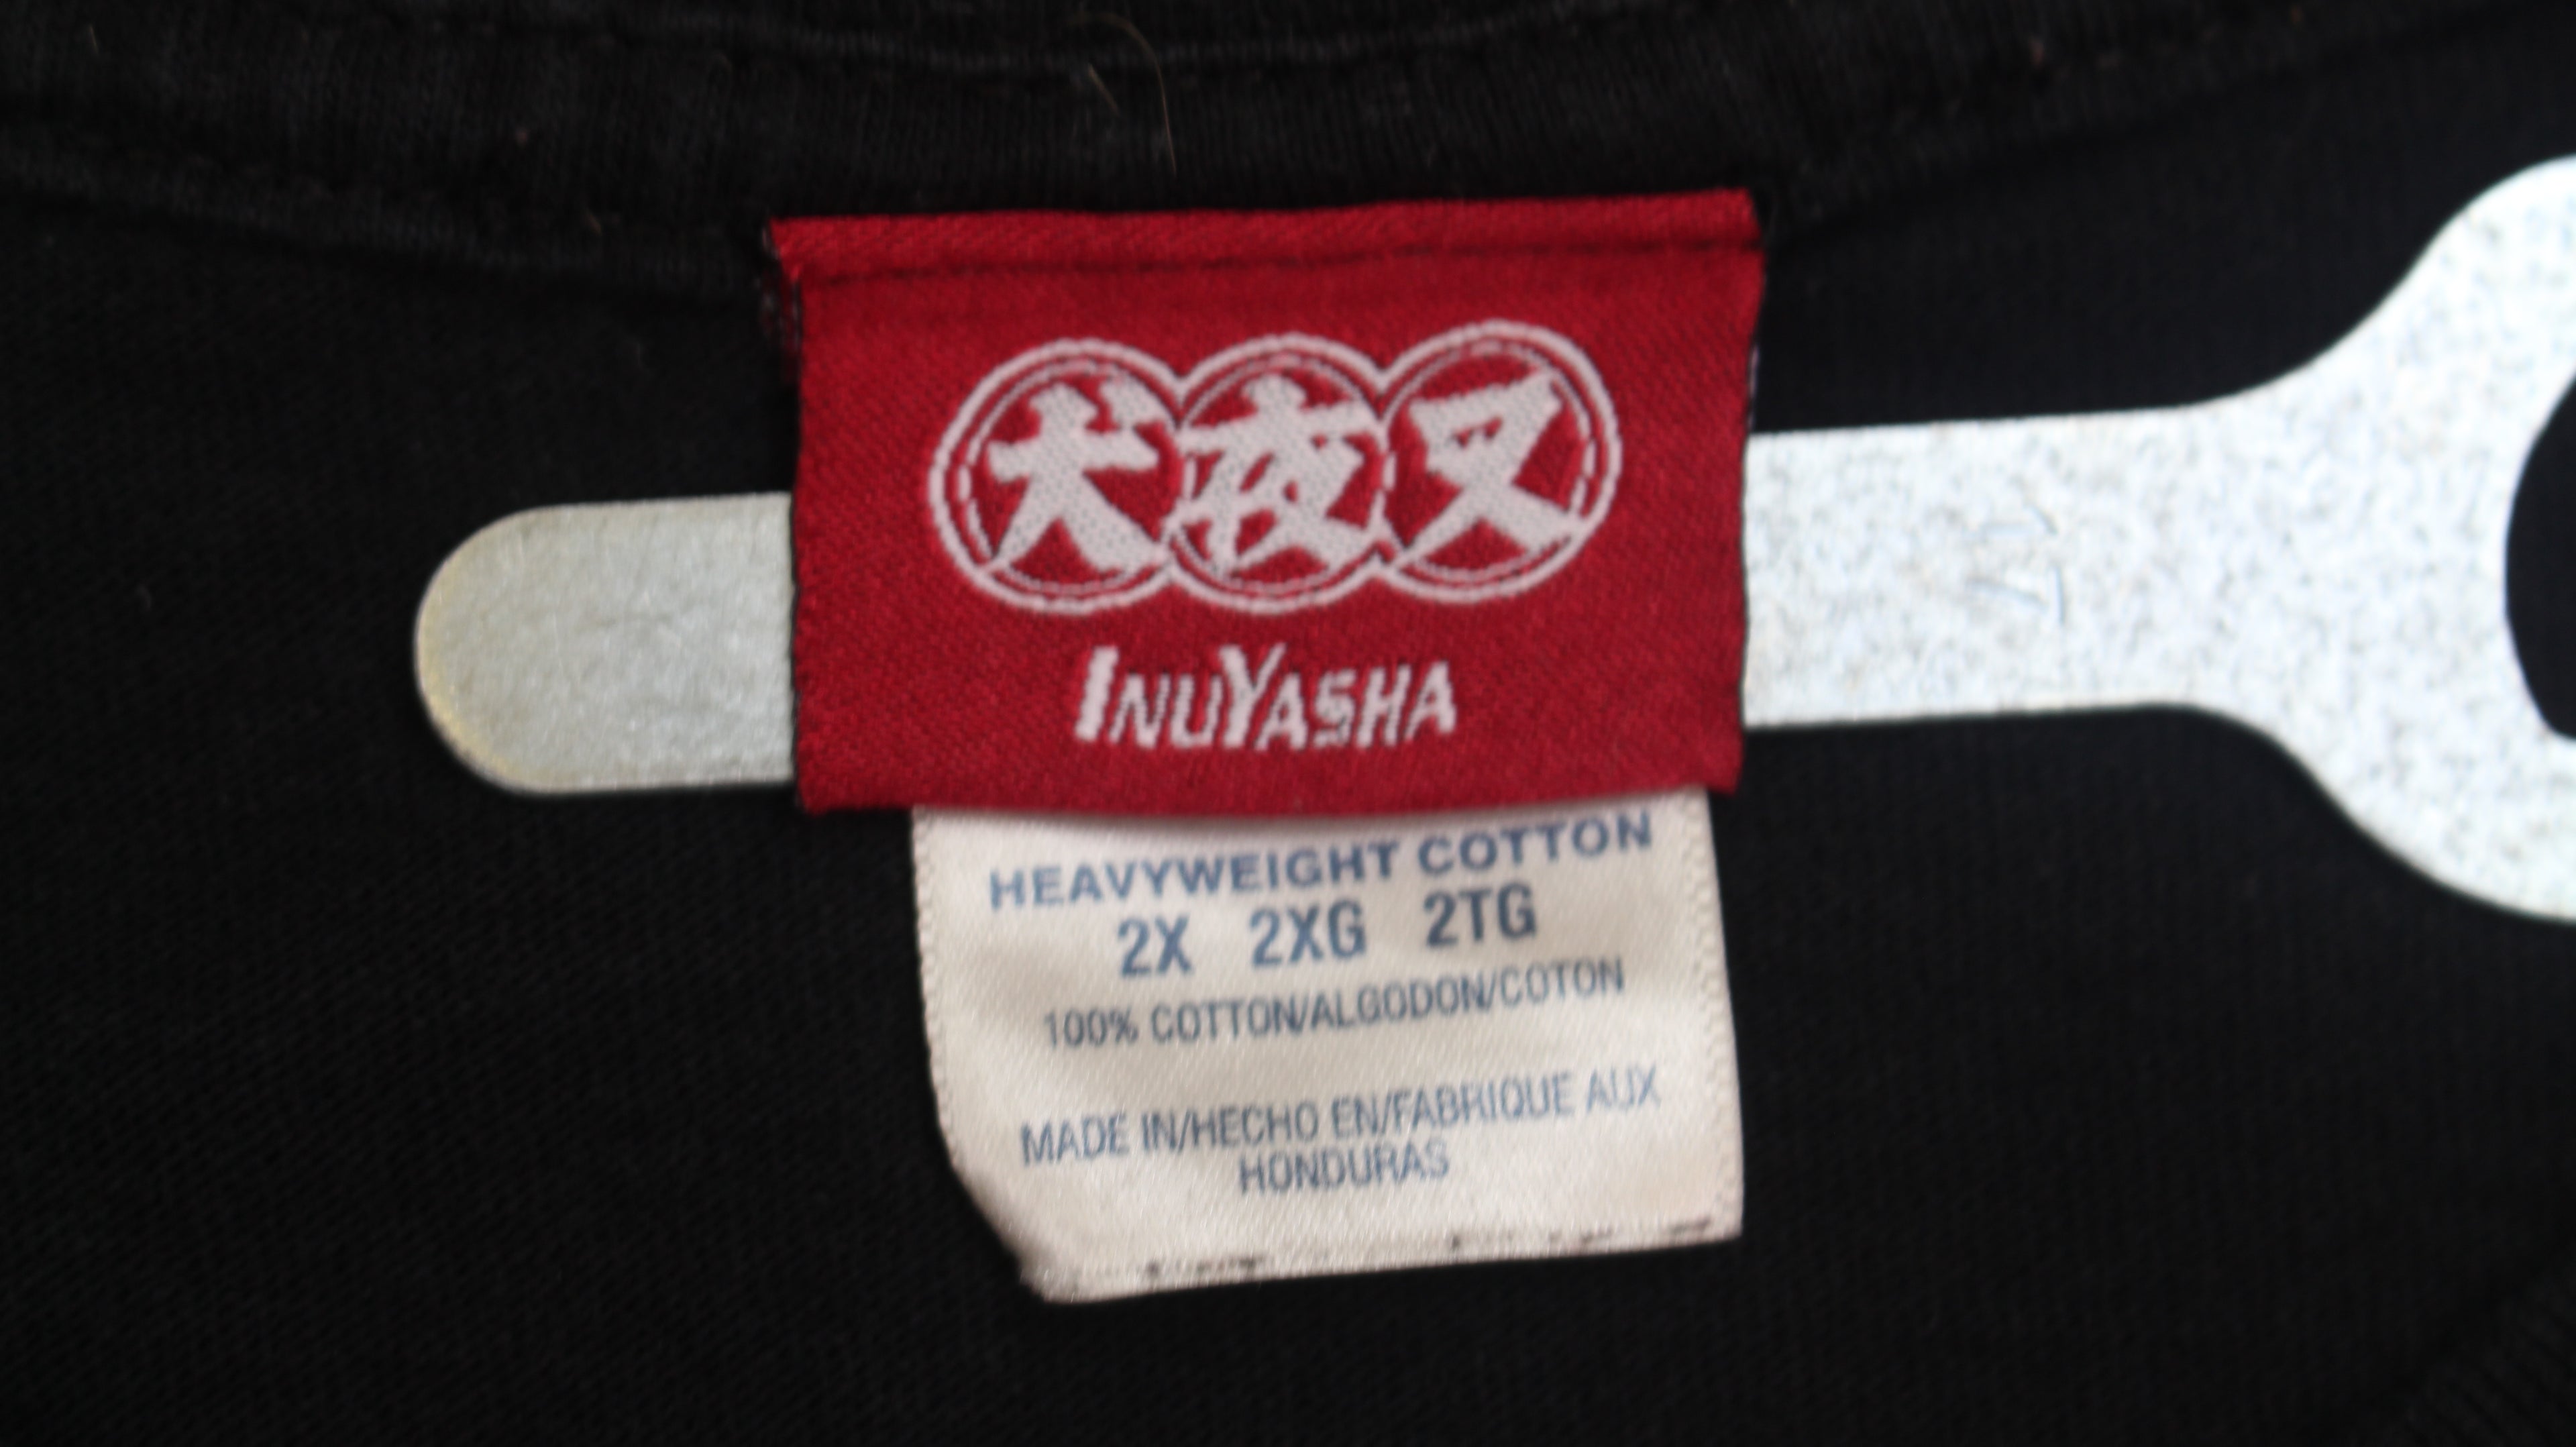 犬夜叉
INUYASHA
HEAVYWEIGHT COTTON
2X 2XG 2TG
100% COTTON/ALGODON/COTON
MADE IN/HECHO EN/FABRIQUE AUX
HONDURAS